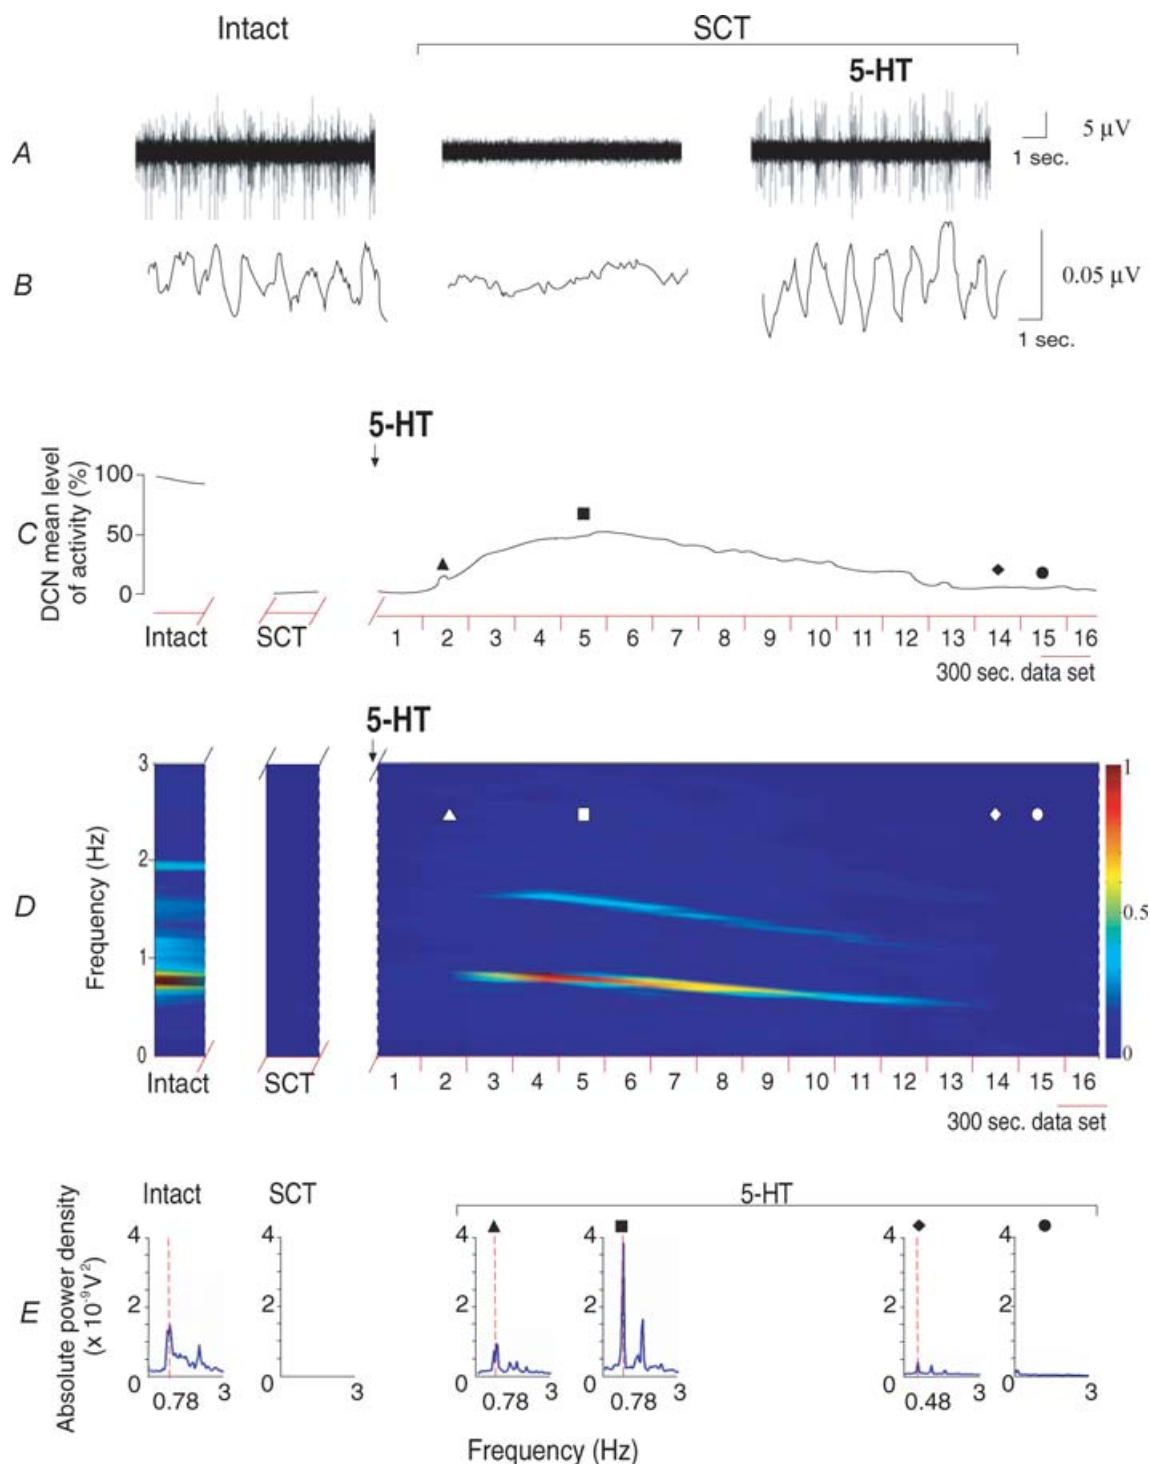 Intact SCT
5-HT
A 5 µV
1 sec.
B 0.05 µV
1 sec.
5-HT
C
DCN mean level
of activity (%)
100
50
0
Intact SCT 1 2 3 4 5 6 7 8 9 10 11 12 13 14 15 16
300 sec. data set
5-HT
D
Frequency (Hz)
3
2
1
0
1
0.5
0
Intact SCT 1 2 3 4 5 6 7 8 9 10 11 12 13 14 15 16
300 sec. data set
Intact SCT 5-HT
E
Absolute power density
(x 10⁻⁹V²)
4 4 4 4 4 4
2 2 2 2 2 2
0 3 0 3 0 3 0 3 0 3 0 3
0.78 0.78 0.78 0.48
Frequency (Hz)